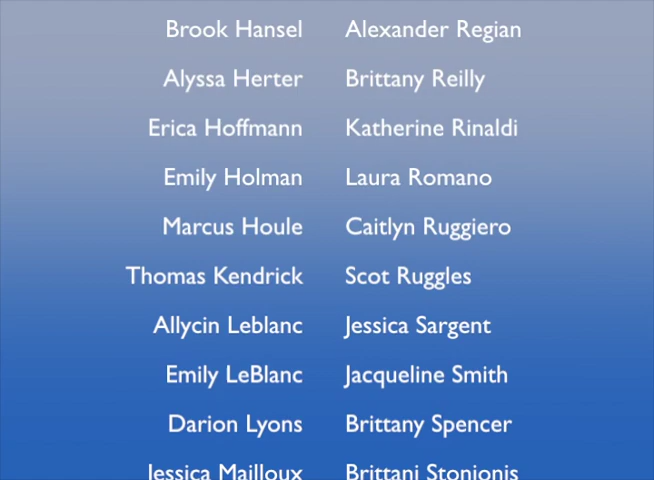 Brook Hansel Alexander Regian
Alyssa Herter Brittany Reilly
Erica Hoffmann Katherine Rinaldi
Emily Holman Laura Romano
Marcus Houle Caitlyn Ruggiero
Thomas Kendrick Scot Ruggles
Allycin Leblanc Jessica Sargent
Emily LeBlanc Jacqueline Smith
Darion Lyons Brittany Spencer
Jessica Mailloux Brittani Stonionis